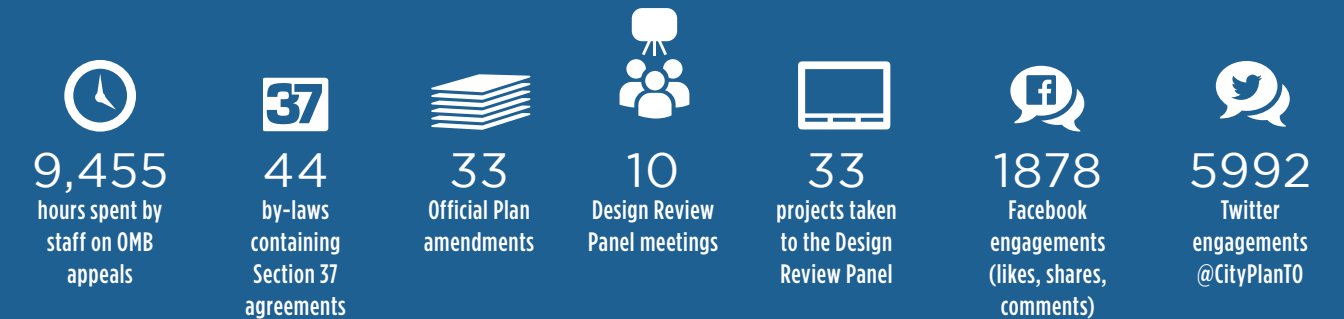 37
9,455
hours spent by
staff on OMB
appeals
44
by-laws
containing
Section 37
agreements
33
Official Plan
amendments
10
Design Review
Panel meetings
33
projects taken
to the Design
Review Panel
1878
Facebook
engagements
(likes, shares,
comments)
5992
Twitter
engagements
@CityPlanTO